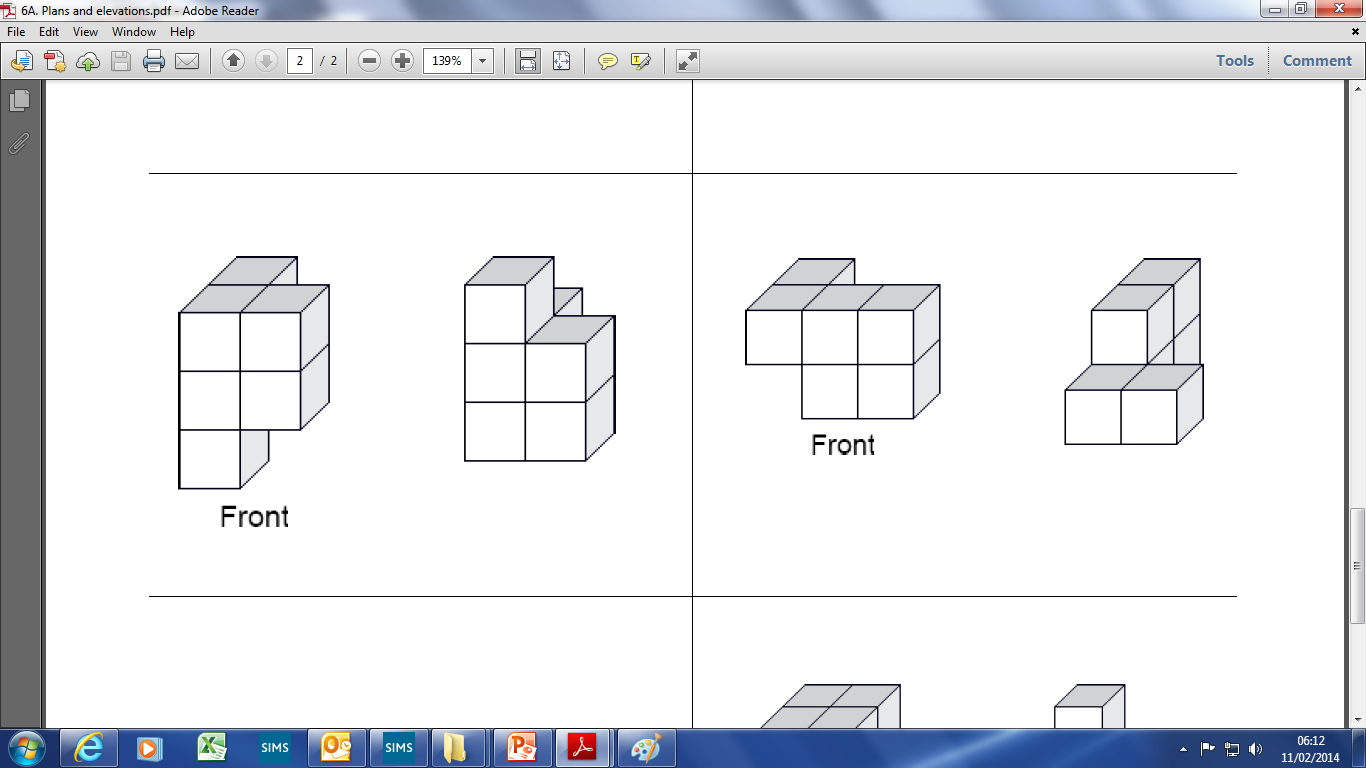 6A. Plans and elevations.pdf - Adobe Reader
File Edit View Window Help
2 / 2 139% Tools Comment
Front
Front
SIMS SIMS
06:12
11/02/2014